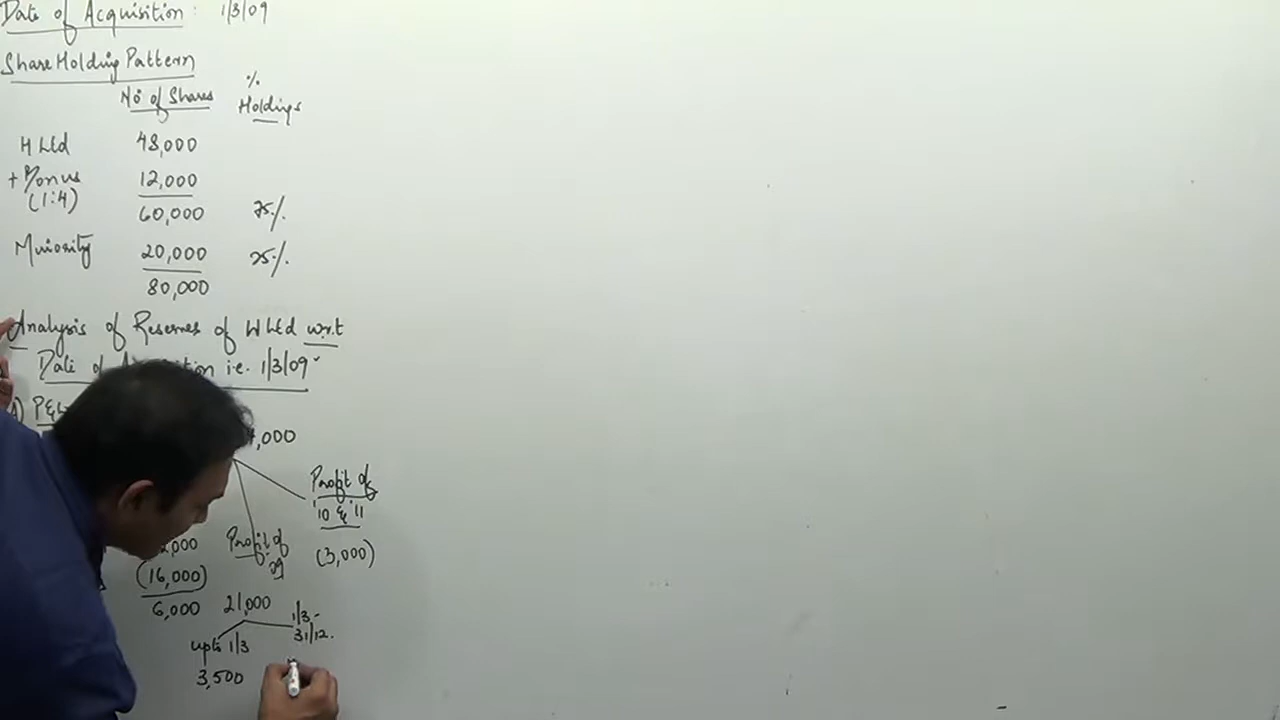 Date of Acquisition : 1/3/09
Share Holding Pattern
No of Shares % Holdings
H Ltd 48,000
+ Bonus (1:4) 12,000
60,000 75%
Minority 20,000 25%
80,000
Analysis of Reserves of W Ltd w.r.t
Date of i.e. 1/3/09
P&L
,000
Profit of '10 & '11
(3,000)
Profit of '09
,000
(16,000)
6,000
21,000
upto 1/3
1/3 - 31/12.
3,500